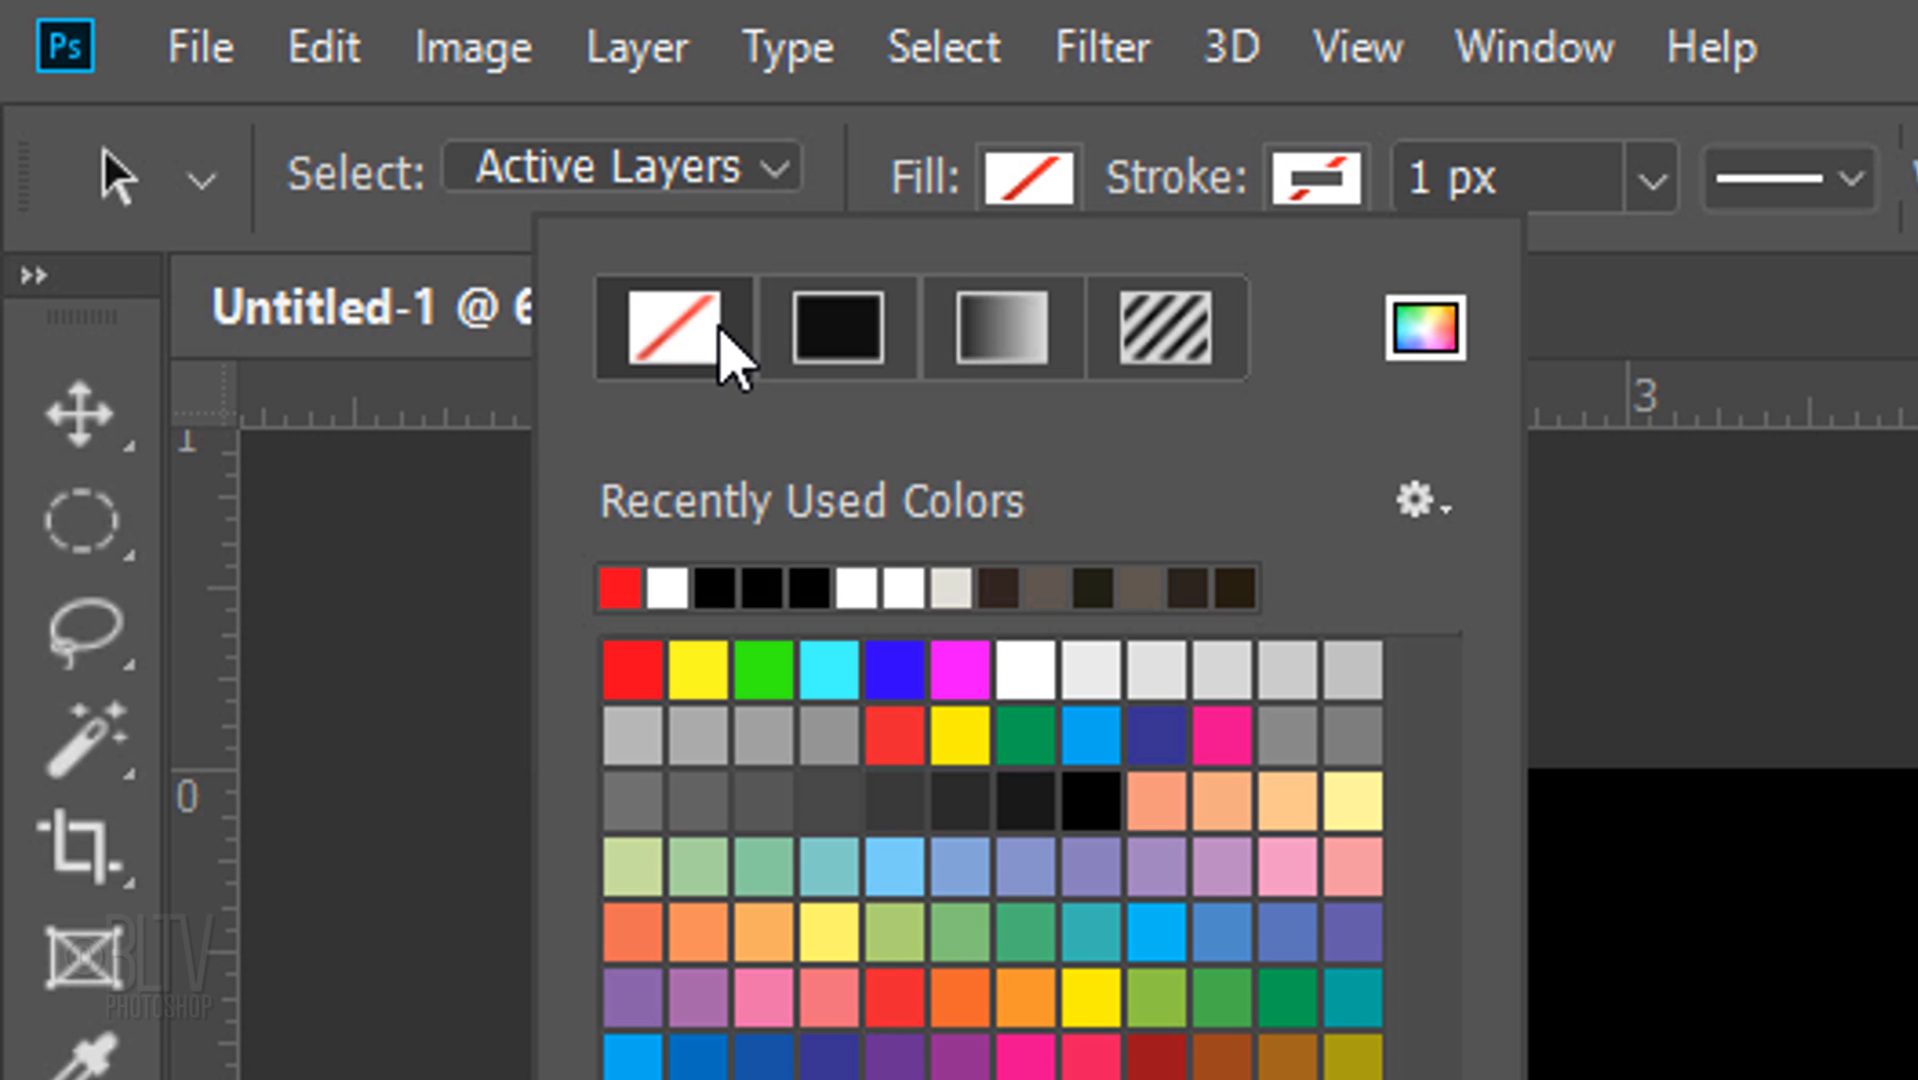 Ps File Edit Image Layer Type Select Filter 3D View Window Help
Select: Active Layers Fill: Stroke: 1 px
Untitled-1 @ 6
3
1
Recently Used Colors
0
BLTV
PHOTOSHOP